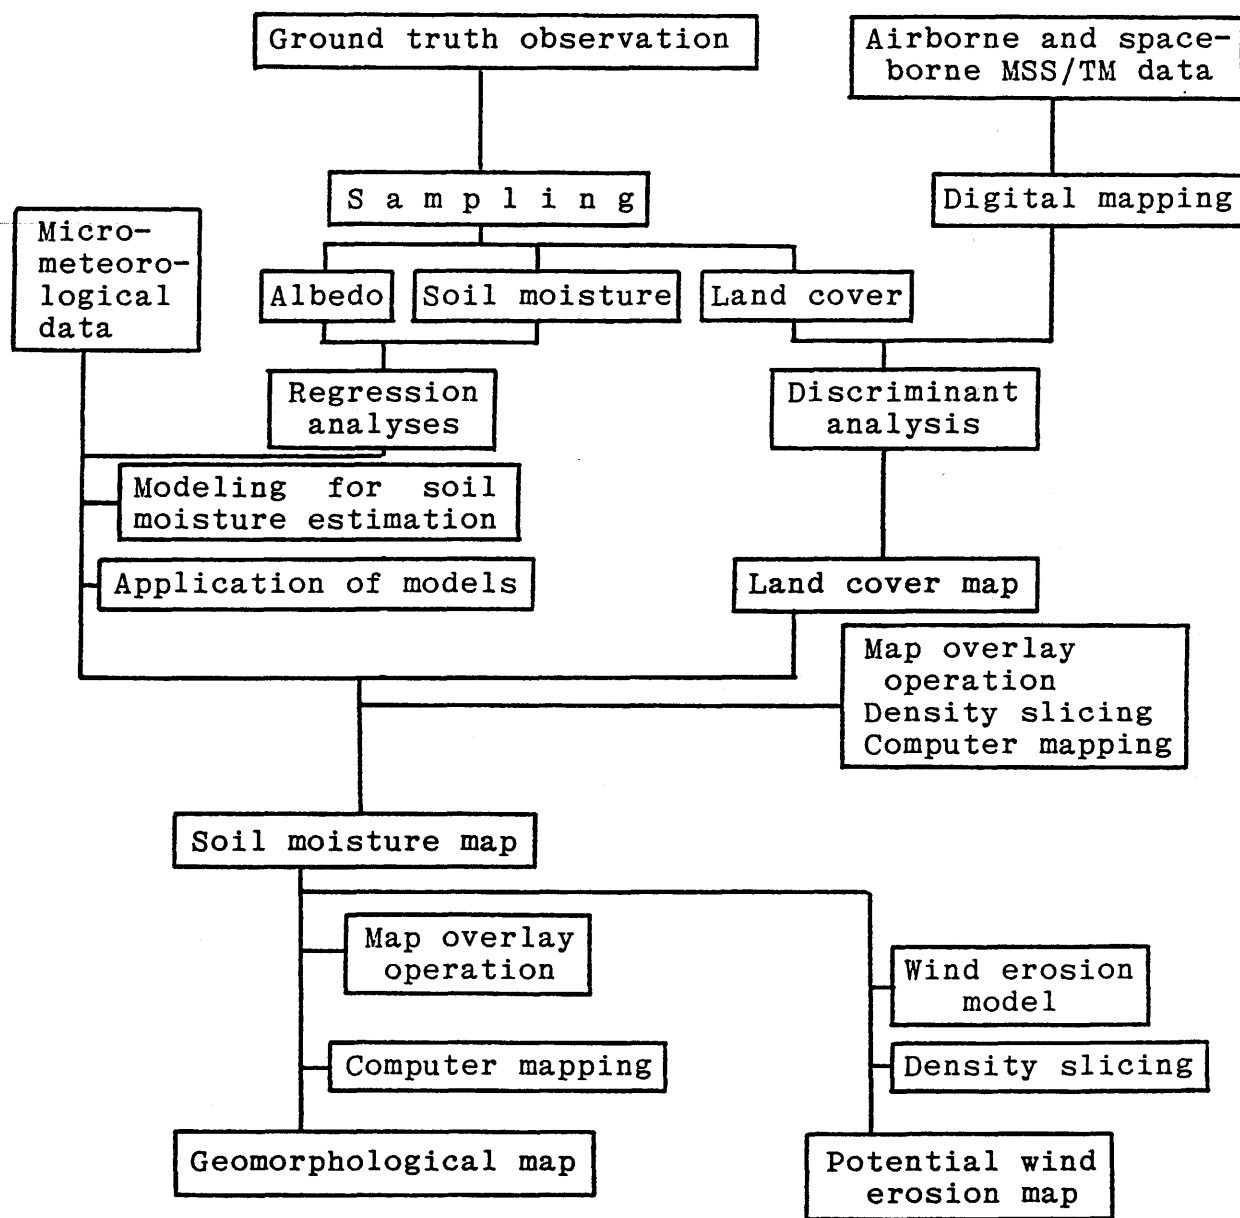 Ground truth observation
Airborne and space-
borne MSS/TM data
S a m p l i n g
Digital mapping
Micro-
meteoro-
logical
data
Albedo
Soil moisture
Land cover
Regression
analyses
Discriminant
analysis
Modeling for soil
moisture estimation
Application of models
Land cover map
Map overlay
operation
Density slicing
Computer mapping
Soil moisture map
Map overlay
operation
Wind erosion
model
Computer mapping
Density slicing
Geomorphological map
Potential wind
erosion map